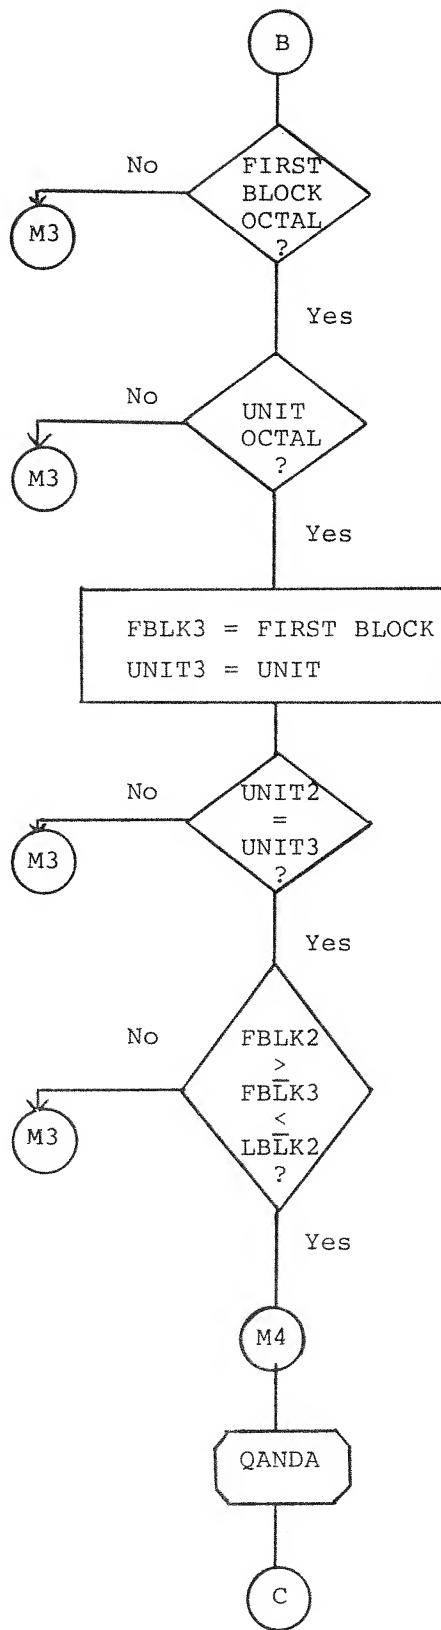 B
FIRST
BLOCK
OCTAL
?
No
M3
Yes
UNIT
OCTAL
?
No
M3
Yes
FBLK3 = FIRST BLOCK
UNIT3 = UNIT
UNIT2
=
UNIT3
?
No
M3
Yes
FBLK2
≥
FBLK3
≤
LBLK2
?
No
M3
Yes
M4
QANDA
C